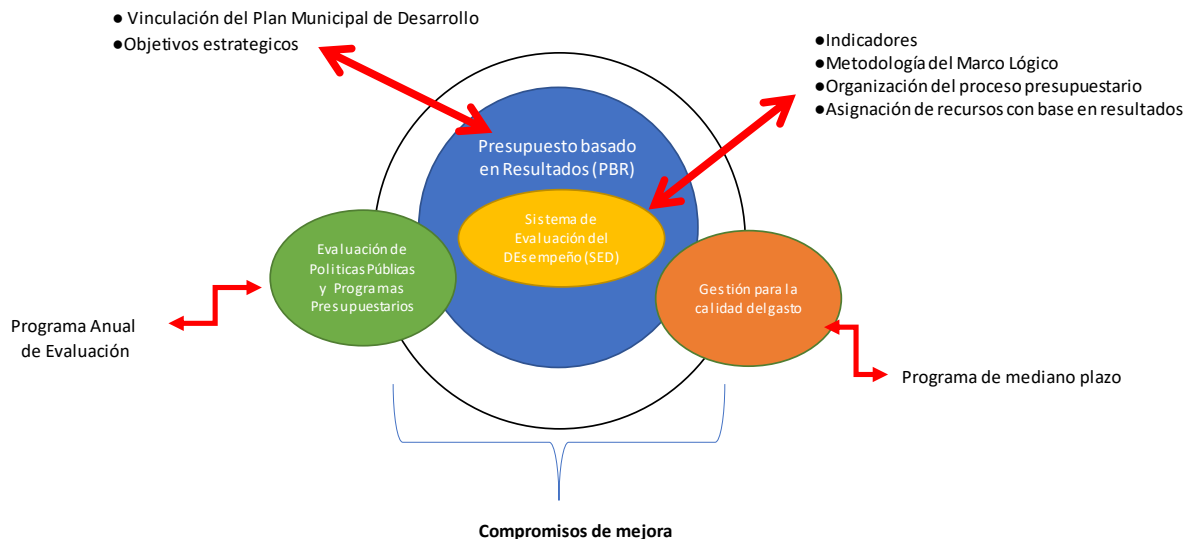 ● Vinculación del Plan Municipal de Desarrollo
●Objetivos estrategicos
●Indicadores
●Metodología del Marco Lógico
●Organización del proceso presupuestario
●Asignación de recursos con base en resultados
Presupuesto basado
en Resultados (PBR)
Sistema de
Evaluación del
DEsempeño (SED)
Evaluación de
Politicas Públicas
y Programas
Presupuestarios
Gestión para la
calidad del gasto
Programa Anual
de Evaluación
Programa de mediano plazo
Compromisos de mejora